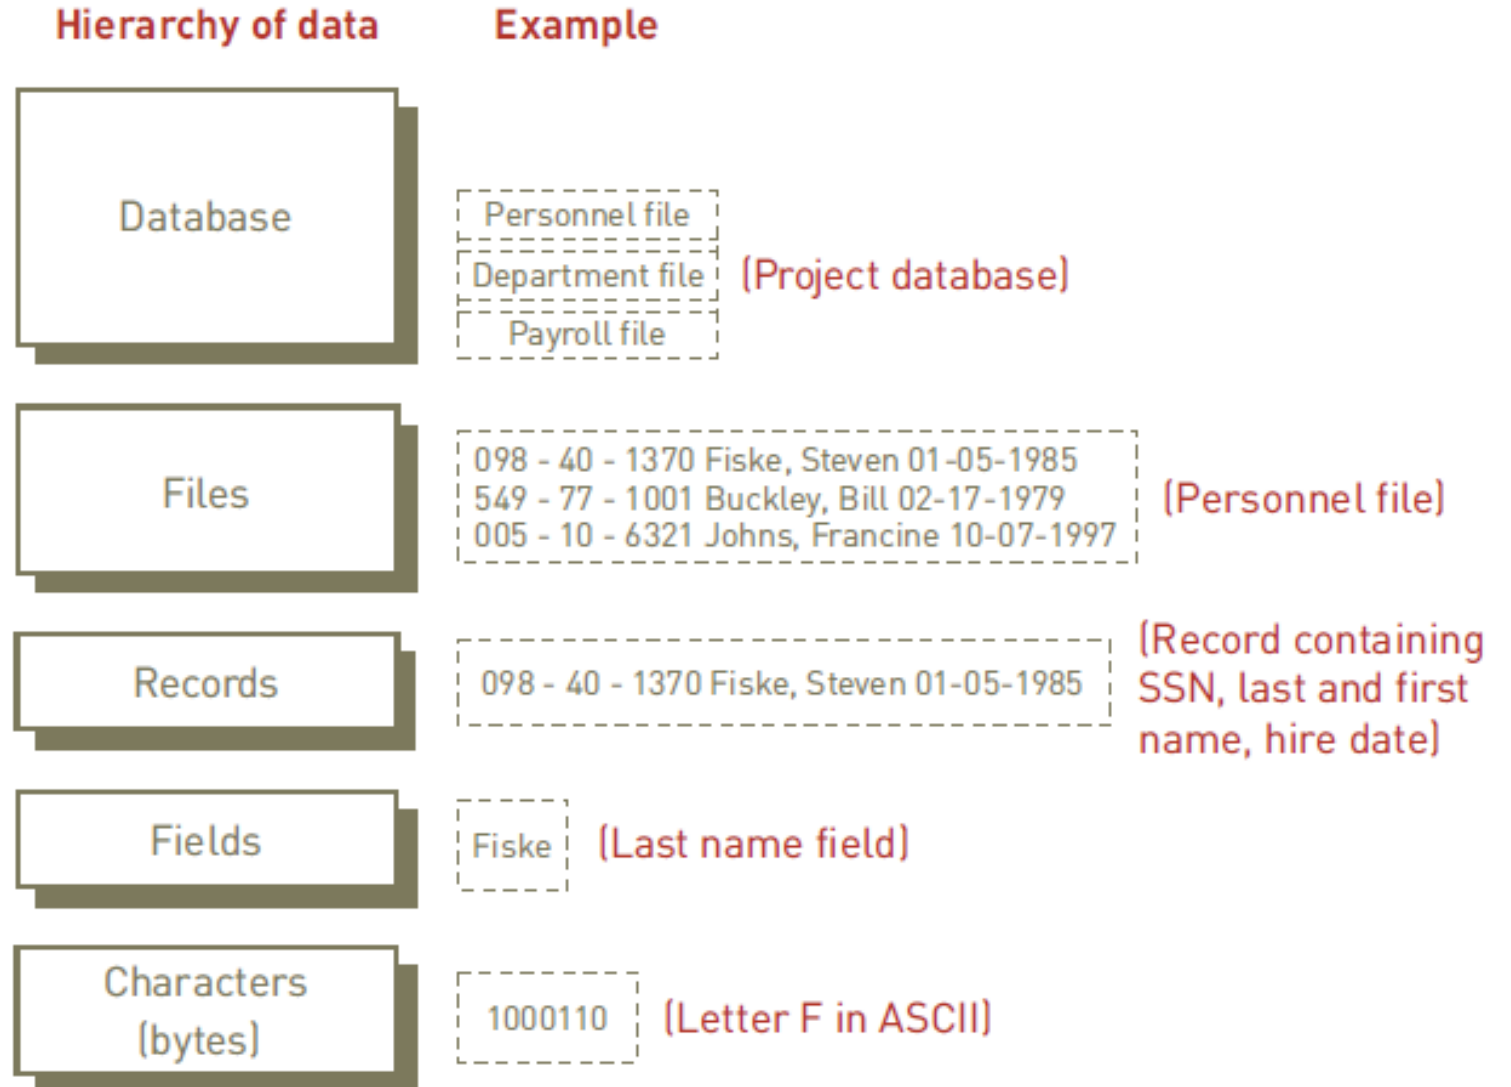 Hierarchy of data
Example
Database
Personnel file
Department file
Payroll file
(Project database)
Files
098 - 40 - 1370 Fiske, Steven 01-05-1985
549 - 77 - 1001 Buckley, Bill 02-17-1979
005 - 10 - 6321 Johns, Francine 10-07-1997
(Personnel file)
Records
098 - 40 - 1370 Fiske, Steven 01-05-1985
(Record containing
SSN, last and first
name, hire date)
Fields
Fiske
(Last name field)
Characters
(bytes)
1000110
(Letter F in ASCII)